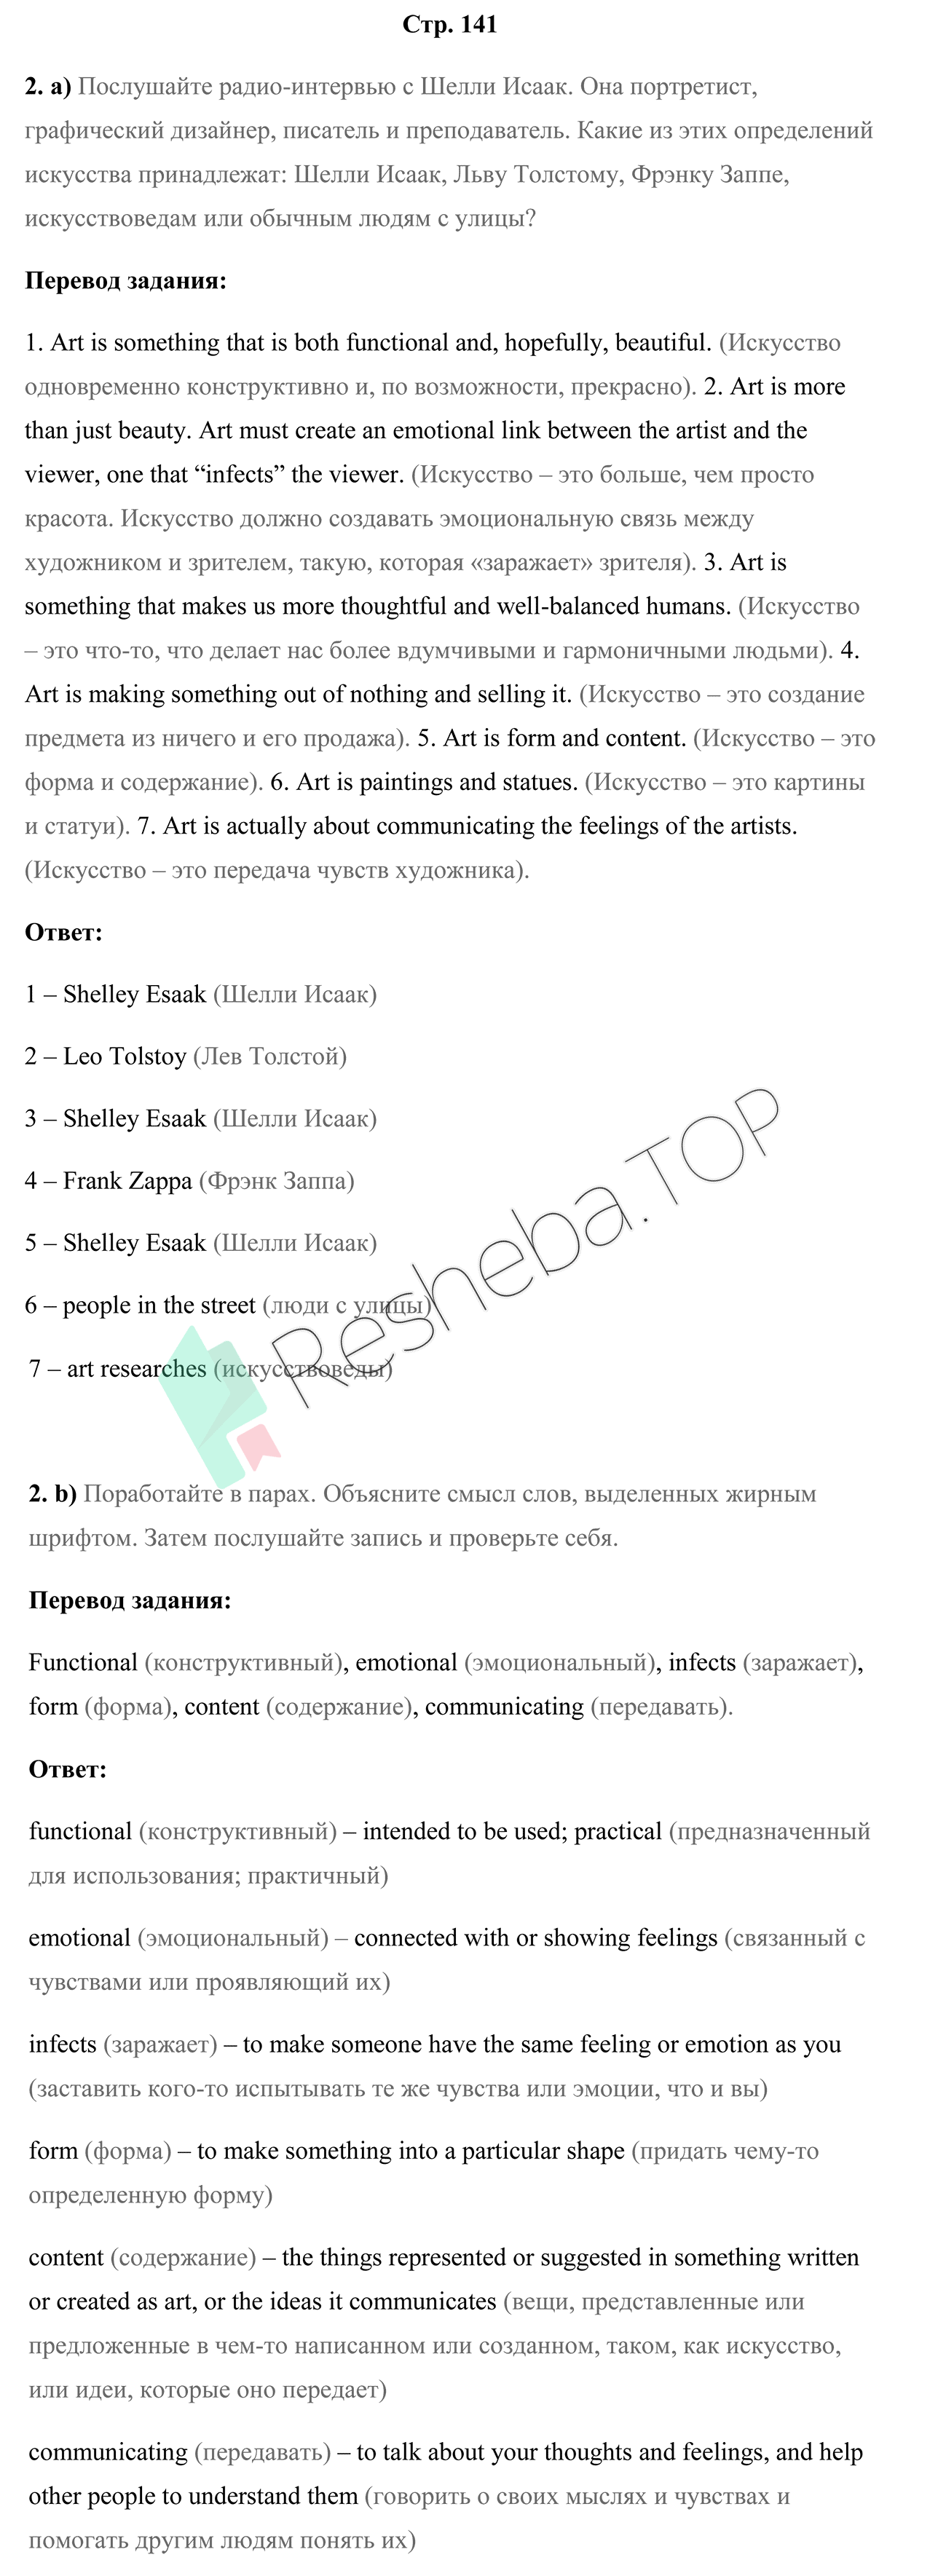 Стр. 141
2. a) Послушайте радио-интервью с Шелли Исаак. Она портретист,
графический дизайнер, писатель и преподаватель. Какие из этих определений
искусства принадлежат: Шелли Исаак, Льву Толстому, Фрэнку Заппе,
искусствоведам или обычным людям с улицы?
Перевод задания:
1. Art is something that is both functional and, hopefully, beautiful. (Искусство
одновременно конструктивно и, по возможности, прекрасно). 2. Art is more
than just beauty. Art must create an emotional link between the artist and the
viewer, one that “infects” the viewer. (Искусство – это больше, чем просто
красота. Искусство должно создавать эмоциональную связь между
художником и зрителем, такую, которая «заражает» зрителя). 3. Art is
something that makes us more thoughtful and well-balanced humans. (Искусство
– это что-то, что делает нас более вдумчивыми и гармоничными людьми). 4.
Art is making something out of nothing and selling it. (Искусство – это создание
предмета из ничего и его продажа). 5. Art is form and content. (Искусство – это
форма и содержание). 6. Art is paintings and statues. (Искусство – это картины
и статуи). 7. Art is actually about communicating the feelings of the artists.
(Искусство – это передача чувств художника).
Ответ:
1 – Shelley Esaak (Шелли Исаак)
2 – Leo Tolstoy (Лев Толстой)
3 – Shelley Esaak (Шелли Исаак)
4 – Frank Zappa (Фрэнк Заппа)
5 – Shelley Esaak (Шелли Исаак)
6 – people in the street (люди с улицы)
7 – art researches (искусствоведы)
Resheba.TOP
2. b) Поработайте в парах. Объясните смысл слов, выделенных жирным
шрифтом. Затем послушайте запись и проверьте себя.
Перевод задания:
Functional (конструктивный), emotional (эмоциональный), infects (заражает),
form (форма), content (содержание), communicating (передавать).
Ответ:
functional (конструктивный) – intended to be used; practical (предназначенный
для использования; практичный)
emotional (эмоциональный) – connected with or showing feelings (связанный с
чувствами или проявляющий их)
infects (заражает) – to make someone have the same feeling or emotion as you
(заставить кого-то испытывать те же чувства или эмоции, что и вы)
form (форма) – to make something into a particular shape (придать чему-то
определенную форму)
content (содержание) – the things represented or suggested in something written
or created as art, or the ideas it communicates (вещи, представленные или
предложенные в чем-то написанном или созданном, таком, как искусство,
или идеи, которые оно передает)
communicating (передавать) – to talk about your thoughts and feelings, and help
other people to understand them (говорить о своих мыслях и чувствах и
помогать другим людям понять их)